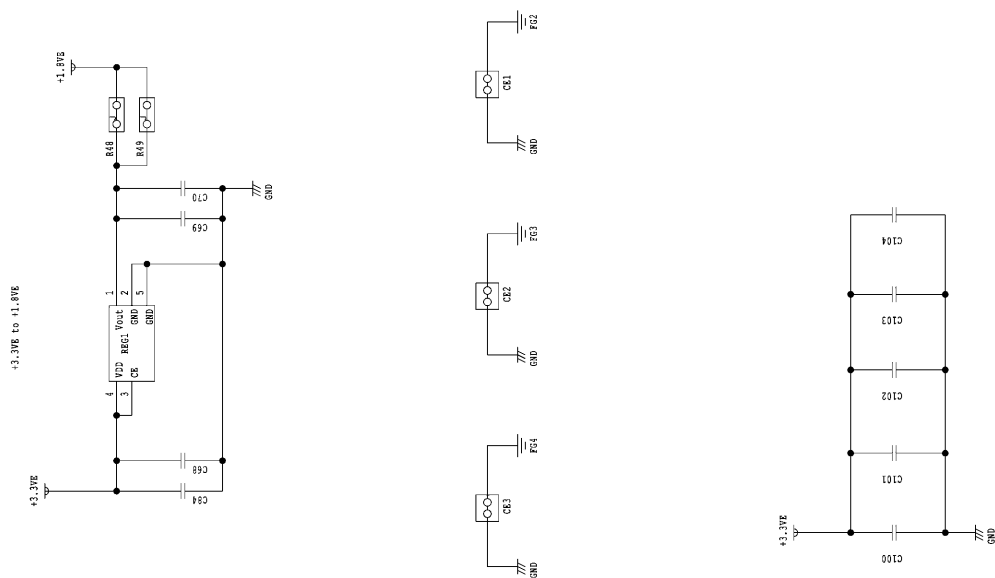 +3.3VE to +1.8VE
+3.3VE
C84
C68
4
3
VDD
CE
REG1
Vout
GND
GND
1
2
5
C69
C70
GND
R48
R49
+1.8VE
FG2
CE1
GND
FG3
CE2
GND
FG4
CE3
GND
C104
C103
C102
C101
C100
+3.3VE
GND